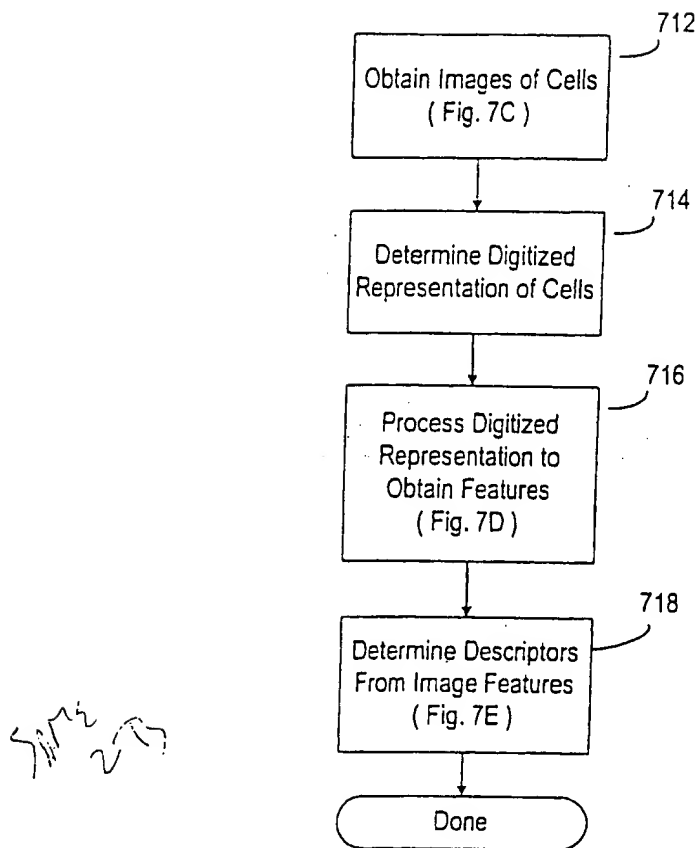 712
Obtain Images of Cells
( Fig. 7C )
714
Determine Digitized
Representation of Cells
716
Process Digitized
Representation to
Obtain Features
( Fig. 7D )
718
Determine Descriptors
From Image Features
( Fig. 7E )
Done